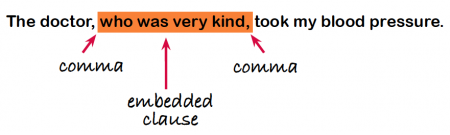 The doctor, who was very kind, took my blood pressure.
comma comma
embedded
clause